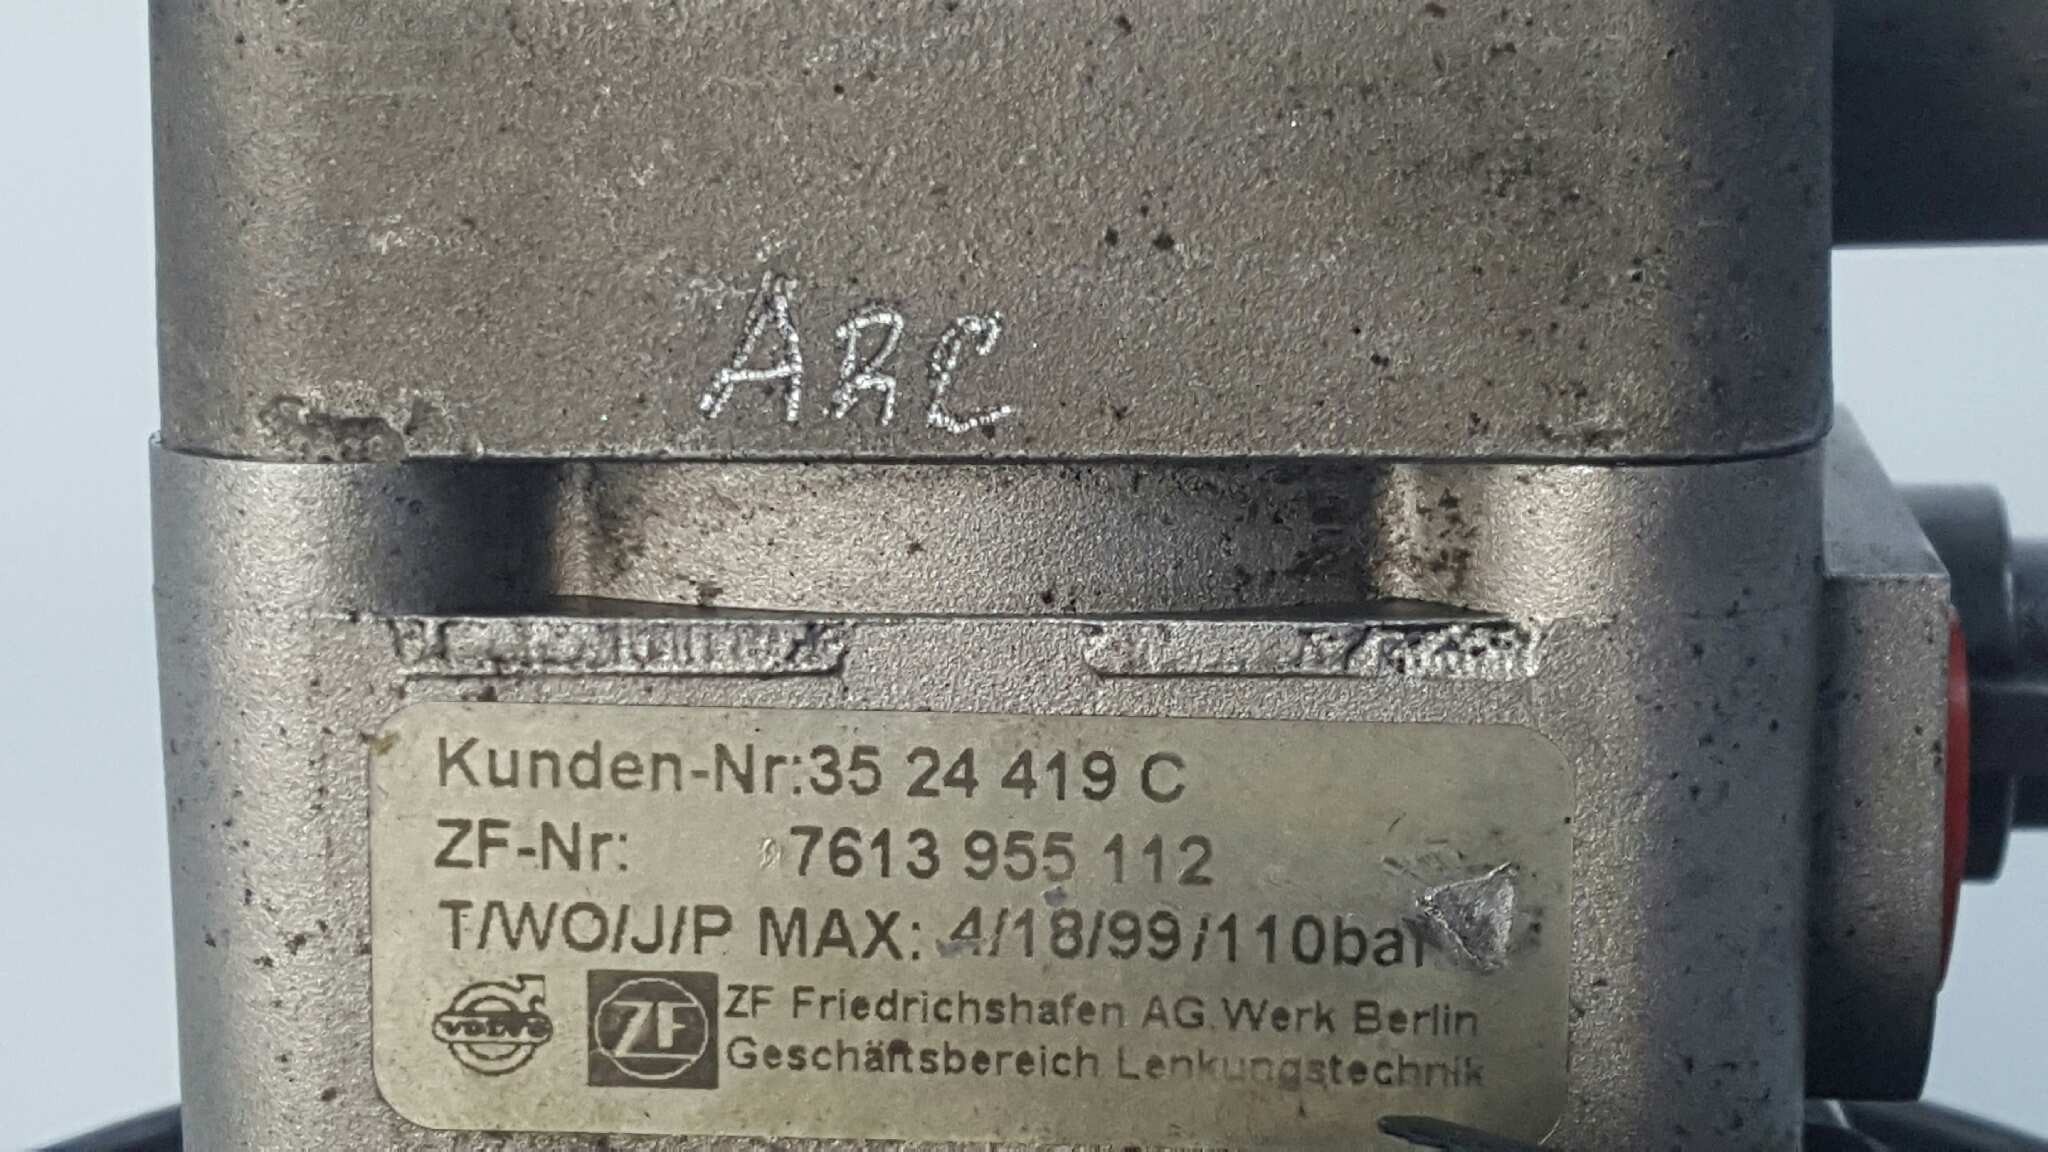 ARC
Kunden-Nr:35 24 419 C
ZF-Nr: 7613 955 112
T/WO/J/P MAX: 4/18/99/110bar
VOLVO
ZF
ZF Friedrichshafen AG.Werk Berlin
Geschäftsbereich Lenkungstechnik